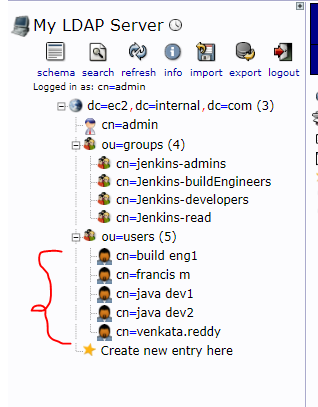 My LDAP Server
schema search refresh info import export logout
Logged in as: cn=admin
dc=ec2,dc=internal,dc=com (3)
cn=admin
ou=groups (4)
cn=jenkins-admins
cn=Jenkins-buildEngineers
cn=Jenkins-developers
cn=Jenkins-read
ou=users (5)
cn=build eng1
cn=francis m
cn=java dev1
cn=java dev2
cn=venkata.reddy
Create new entry here